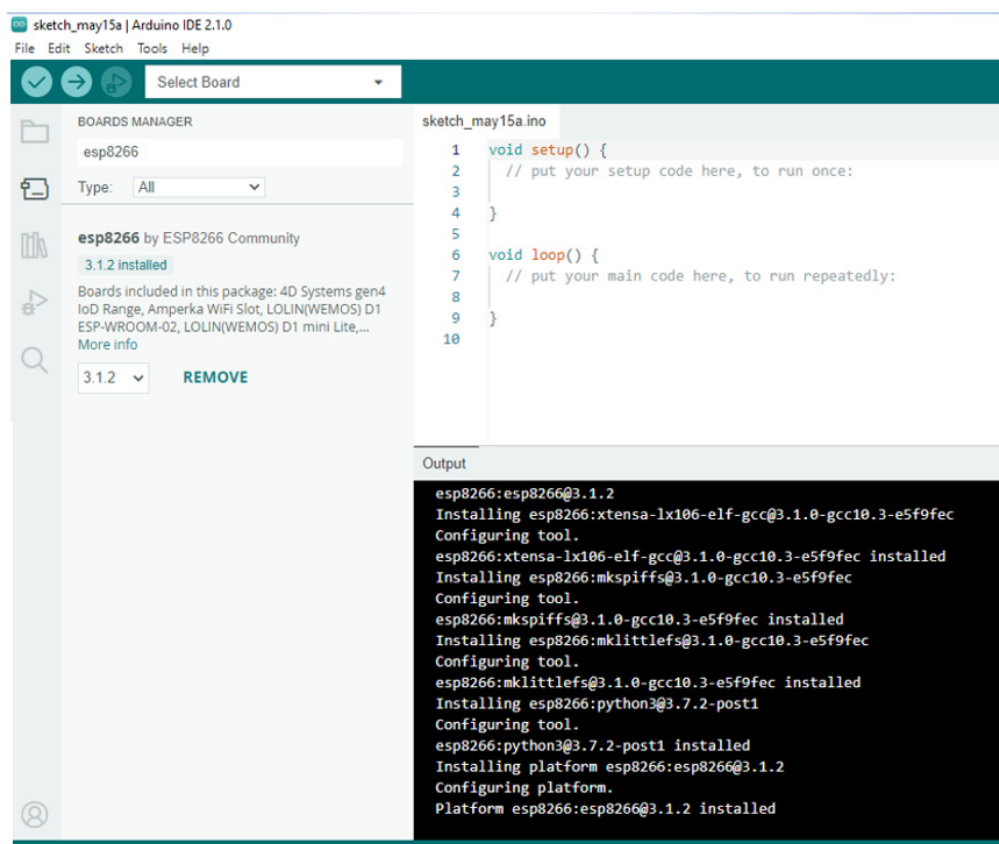 sketch_may15a | Arduino IDE 2.1.0
File Edit Sketch Tools Help
Select Board
BOARDS MANAGER
esp8266
Type: All
esp8266 by ESP8266 Community
3.1.2 installed
Boards included in this package: 4D Systems gen4
IoD Range, Amperka WiFi Slot, LOLIN(WEMOS) D1
ESP-WROOM-02, LOLIN(WEMOS) D1 mini Lite,...
More info
3.1.2 REMOVE
sketch_may15a.ino
1 void setup() {
2 // put your setup code here, to run once:
3
4 }
5
6 void loop() {
7 // put your main code here, to run repeatedly:
8
9 }
10
Output
esp8266:esp8266@3.1.2
Installing esp8266:xtensa-lx106-elf-gcc@3.1.0-gcc10.3-e5f9fec
Configuring tool.
esp8266:xtensa-lx106-elf-gcc@3.1.0-gcc10.3-e5f9fec installed
Installing esp8266:mkspiffs@3.1.0-gcc10.3-e5f9fec
Configuring tool.
esp8266:mkspiffs@3.1.0-gcc10.3-e5f9fec installed
Installing esp8266:mklittlefs@3.1.0-gcc10.3-e5f9fec
Configuring tool.
esp8266:mklittlefs@3.1.0-gcc10.3-e5f9fec installed
Installing esp8266:python3@3.7.2-post1
Configuring tool.
esp8266:python3@3.7.2-post1 installed
Installing platform esp8266:esp8266@3.1.2
Configuring platform.
Platform esp8266:esp8266@3.1.2 installed